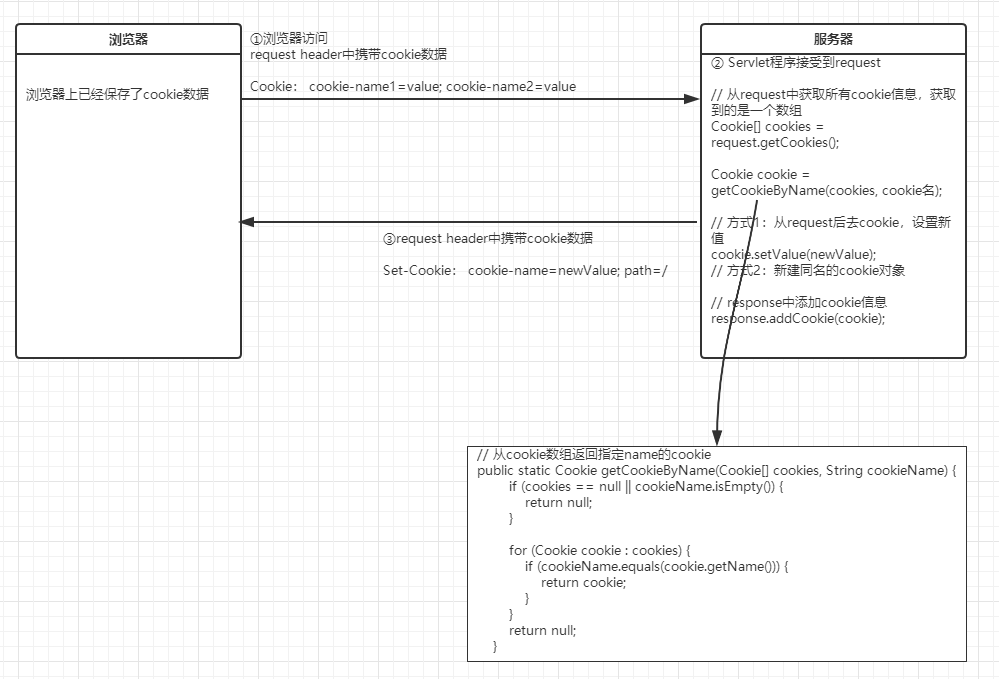 浏览器
浏览器上已经保存了cookie数据
①浏览器访问
request header中携带cookie数据
Cookie: cookie-name1=value; cookie-name2=value
③request header中携带cookie数据
Set-Cookie: cookie-name=newValue; path=/
服务器
② Servlet程序接受到request
// 从request中获取所有cookie信息，获取
到的是一个数组
Cookie[] cookies =
request.getCookies();
Cookie cookie =
getCookieByName(cookies, cookie名);
// 方式1：从request后去cookie，设置新
值
cookie.setValue(newValue);
// 方式2：新建同名的cookie对象
// response中添加cookie信息
response.addCookie(cookie);
// 从cookie数组返回指定name的cookie
public static Cookie getCookieByName(Cookie[] cookies, String cookieName) {
if (cookies == null || cookieName.isEmpty()) {
return null;
}
for (Cookie cookie : cookies) {
if (cookieName.equals(cookie.getName())) {
return cookie;
}
}
return null;
}